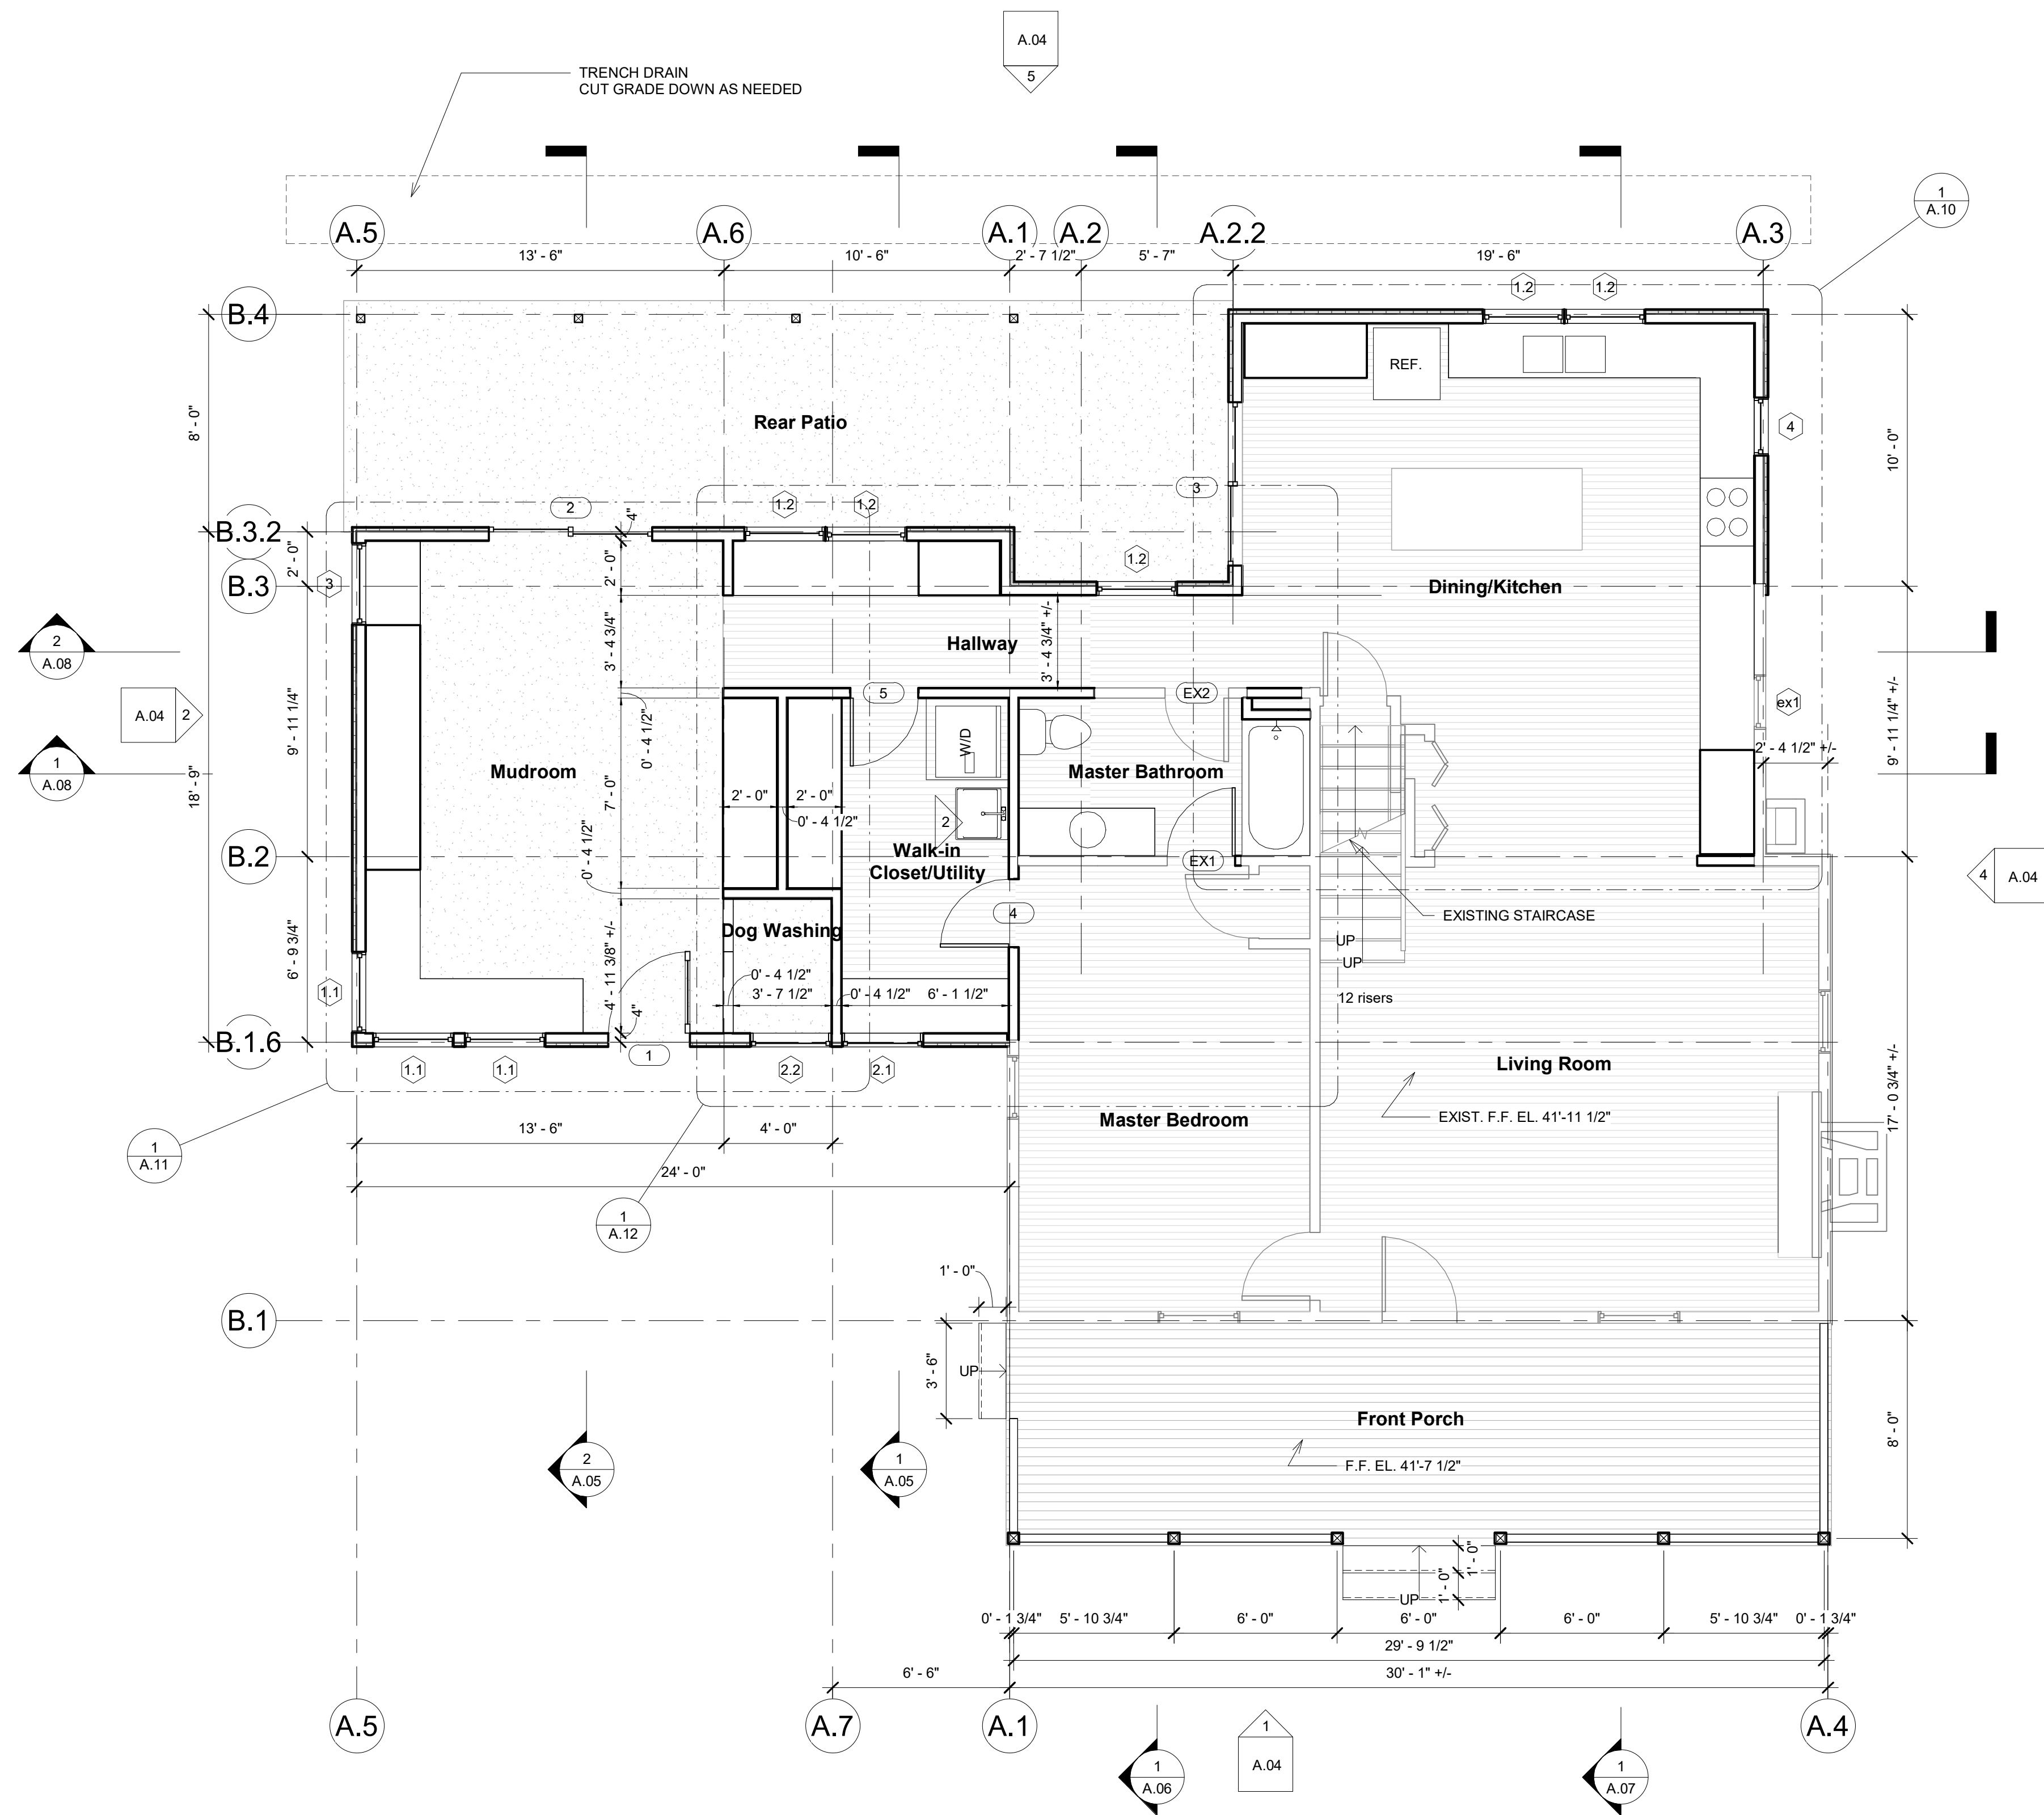 A.04
5
TRENCH DRAIN
CUT GRADE DOWN AS NEEDED
1
A.10
A.5
A.6
A.1
A.2
A.2.2
A.3
13' - 6"
10' - 6"
2' - 7 1/2"
5' - 7"
19' - 6"
1.2
1.2
B.4
REF.
8' - 0"
Rear Patio
4
10' - 0"
3
2
1.2
1.2
4"
B.3.2
2' - 0"
2' - 0"
1.2
B.3
3
Dining/Kitchen
2
A.08
3' - 4 3/4"
Hallway
3' - 4 3/4" +/-
5
EX2
ex1
A.04
2
9' - 11 1/4"
0' - 4 1/2"
W/D
9' - 11 1/4" +/-
2' - 4 1/2" +/-
1
A.08
18' - 9"
Mudroom
7' - 0"
Master Bathroom
2' - 0"
2' - 0"
0' - 4 1/2"
2
0' - 4 1/2"
B.2
Walk-in
Closet/Utility
EX1
4
A.04
4
EXISTING STAIRCASE
Dog Washing
UP
UP
6' - 9 3/4"
4' - 11 3/8" +/-
0' - 4 1/2"
3' - 7 1/2"
0' - 4 1/2"
6' - 1 1/2"
12 risers
1.1
4"
B.1.6
1
1.1
1.1
2.2
2.1
Living Room
Master Bedroom
EXIST. F.F. EL. 41'-11 1/2"
17' - 0 3/4" +/-
13' - 6"
4' - 0"
1
A.11
24' - 0"
1
A.12
1' - 0"
B.1
3' - 6"
UP
Front Porch
8' - 0"
F.F. EL. 41'-7 1/2"
2
A.05
1
A.05
1' - 0"
1' - 0"
UP
0' - 1 3/4"
5' - 10 3/4"
6' - 0"
6' - 0"
6' - 0"
5' - 10 3/4"
0' - 1 3/4"
29' - 9 1/2"
6' - 6"
30' - 1" +/-
A.5
A.7
A.1
A.4
1
A.04
1
A.06
1
A.07